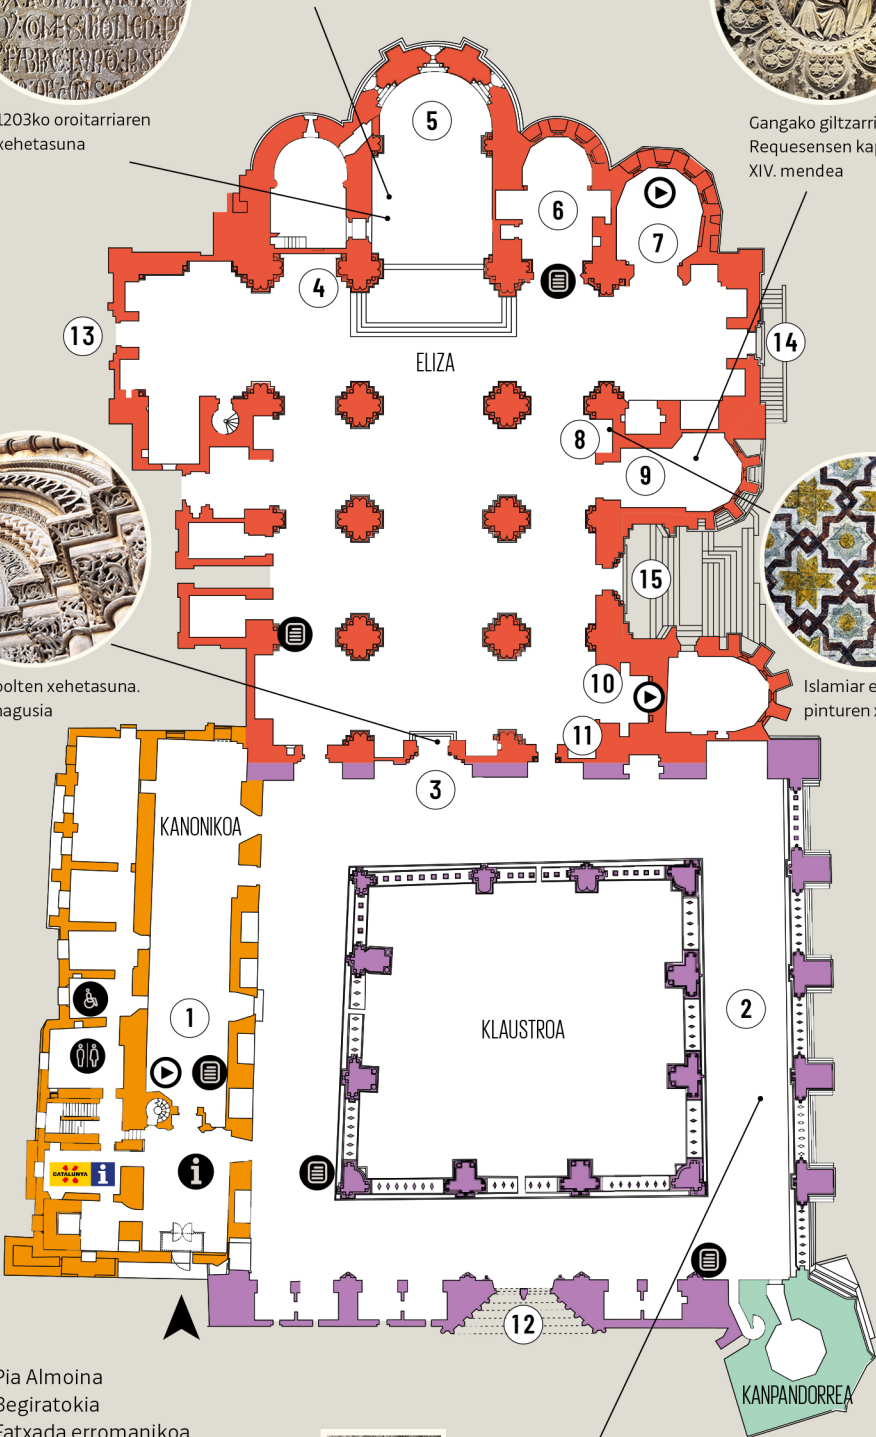 1203ko oroitarriaren
xehetasuna
Gangako giltzarri
Requesensen
XIV. mendea
5
6
7
4
13
14
ELIZA
8
9
15
xehetasuna.
Islamiar
pinturen
10
11
3
KANONIKOA
1
2
KLAUSTROA
CATALUNYA i
i
12
KANPANDORREA
Pia Almoina
Begiratokia
Fatxada erromanikoa